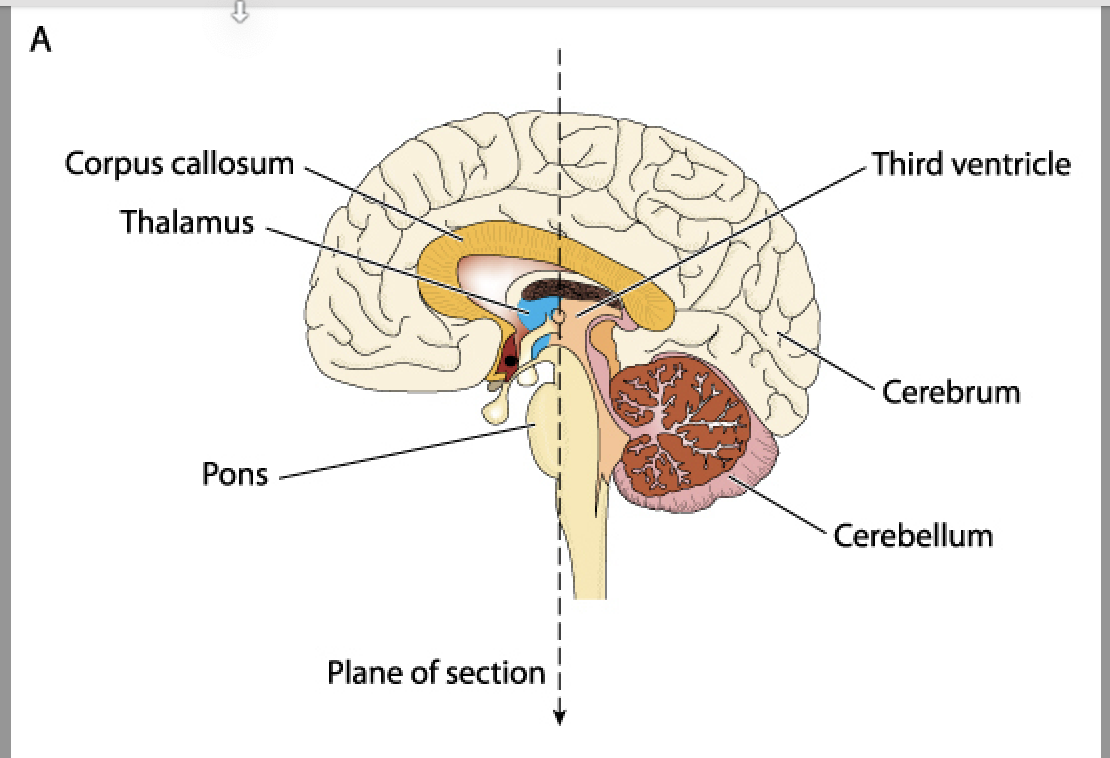 A
Corpus callosum
Third ventricle
Thalamus
Cerebrum
Pons
Cerebellum
Plane of section